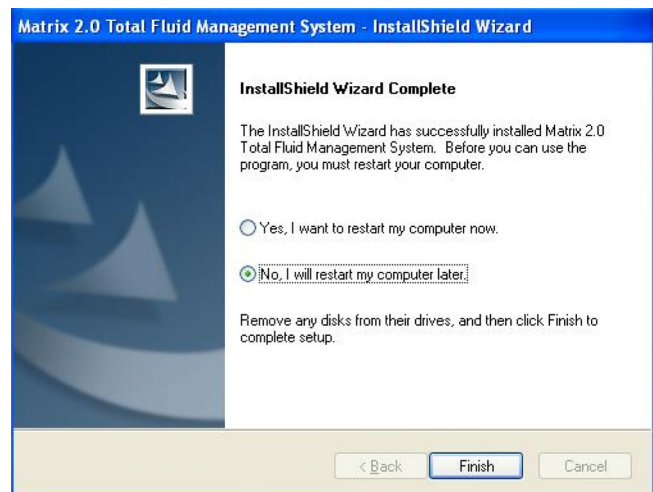 Matrix 2.0 Total Fluid Management System - InstallShield Wizard
InstallShield Wizard Complete
The InstallShield Wizard has successfully installed Matrix 2.0
Total Fluid Management System. Before you can use the
program, you must restart your computer.
Yes, I want to restart my computer now.
No, I will restart my computer later.
Remove any disks from their drives, and then click Finish to
complete setup.
< Back Finish Cancel